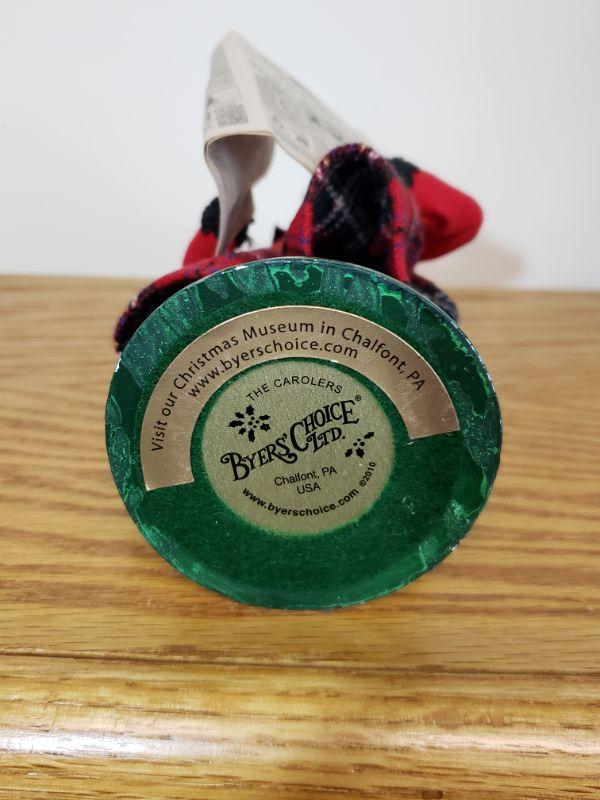 Visit our Christmas Museum in Chalfont, PA
www.byerschoice.com
THE CAROLERS
BYERS' CHOICE®
LTD.
Chalfont, PA
USA
www.byerschoice.com ©2010